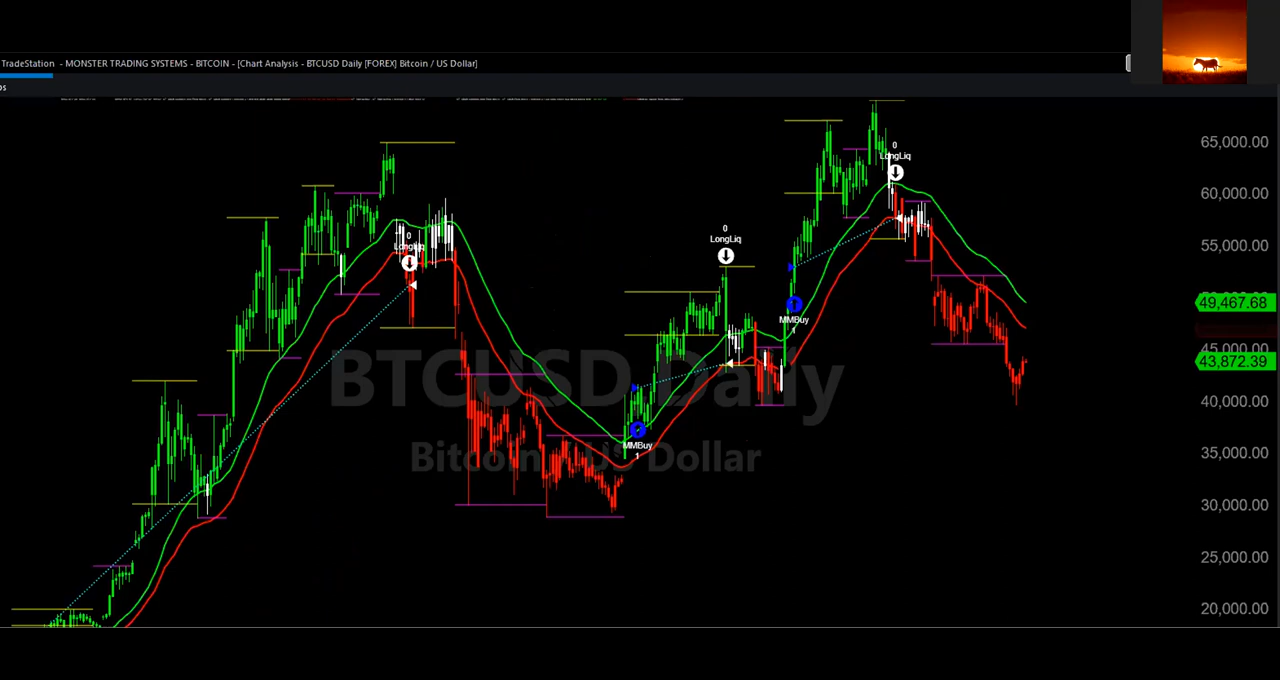 TradeStation - MONSTER TRADING SYSTEMS - BITCOIN - [Chart Analysis - BTCUSD Daily [FOREX] Bitcoin / US Dollar]
ps
65,000.00
0
LongLiq
60,000.00
0
LongLiq
0
LongLiq
55,000.00
49,467.68
MMBuy
1
45,000.00
43,872.39
BTCUSD Daily
40,000.00
MMBuy
1
Bitcoin / US Dollar
35,000.00
30,000.00
25,000.00
20,000.00